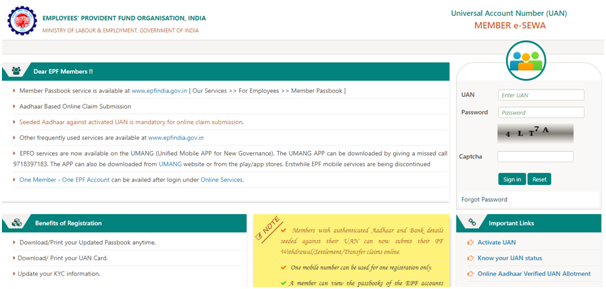 EMPLOYEES' PROVIDENT FUND ORGANISATION, INDIA
MINISTRY OF LABOUR & EMPLOYMENT, GOVERNMENT OF INDIA
Universal Account Number (UAN)
MEMBER e-SEWA
Dear EPF Members !!
Member Passbook service is available at www.epfindia.gov.in [ Our Services >> For Employees >> Member Passbook ]
Aadhaar Based Online Claim Submission
Seeded Aadhaar against activated UAN is mandatory for online claim submission.
Other frequently used services are available at www.epfindia.gov.in
EPFO services are now available on the UMANG (Unified Mobile APP for New Governance). The UMANG APP can be downloaded by giving a missed call
9718397183. The APP can also be downloaded from UMANG website or from the play/app stores. Erstwhile EPF mobile services are being discontinued
One Member - One EPF Account can be availed after login under Online Services.
UAN
Enter UAN
Password
Password
4 L T 7 A
Captcha
Sign in
Reset
Forgot Password
Benefits of Registration
Download/Print your Updated Passbook anytime.
Download/ Print your UAN Card.
Update your KYC information.
NOTE
Members with authenticated Aadhaar and Bank details
seeded against their UAN can now submit their PF
Withdrawal/Settlement/Transfer claims online.
One mobile number can be used for one registration only.
A member can view the passbooks of the EPF accounts
Important Links
Activate UAN
Know your UAN status
Online Aadhaar Verified UAN Allotment